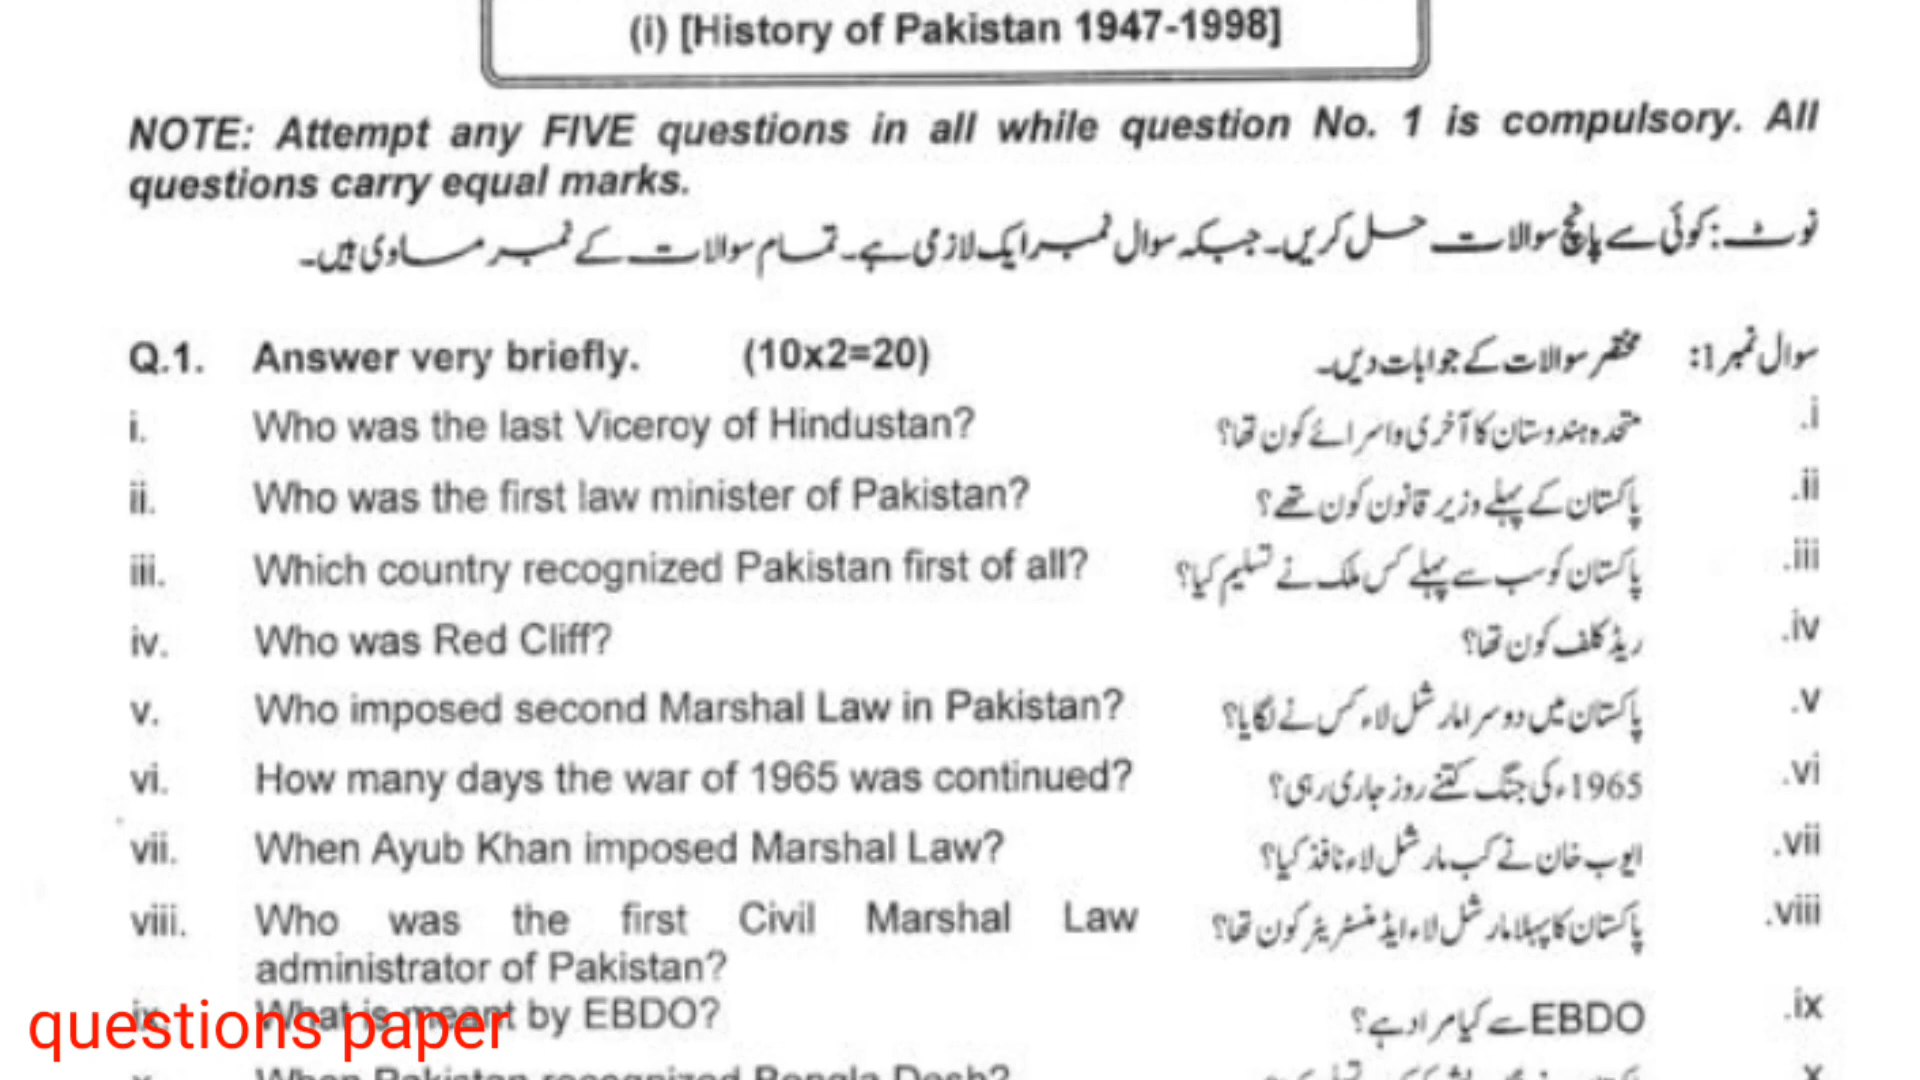 (i) [History of Pakistan 1947-1998]
NOTE: Attempt any FIVE questions in all while question No. 1 is compulsory. All
questions carry equal marks.
نوٹ: کوئی سے پانچ سوالات حل کریں۔ جبکہ سوال نمبر ایک لازمی ہے۔ تمام سوالات کے نمبر مساوی ہیں۔
Q.1. Answer very briefly. (10x2=20) سوال نمبر 1: مختصر سوالات کے جوابات دیں۔
i. Who was the last Viceroy of Hindustan? متحدہ ہندوستان کا آخری وائسرائے کون تھا؟ .i
ii. Who was the first law minister of Pakistan? پاکستان کے پہلے وزیر قانون کون تھے؟ .ii
iii. Which country recognized Pakistan first of all? پاکستان کو سب سے پہلے کس ملک نے تسلیم کیا؟ .iii
iv. Who was Red Cliff? ریڈ کلف کون تھا؟ .iv
v. Who imposed second Marshal Law in Pakistan? پاکستان میں دوسرا مارشل لاء کس نے لگایا؟ .v
vi. How many days the war of 1965 was continued? 1965ء کی جنگ کتنے روز جاری رہی؟ .vi
vii. When Ayub Khan imposed Marshal Law? ایوب خان نے کب مارشل لاء نافذ کیا؟ .vii
viii. Who was the first Civil Marshal Law پاکستان کا پہلا مارشل لاء ایڈمنسٹریٹر کون تھا؟ .viii
administrator of Pakistan?
ix. What is meant by EBDO? EBDO سے کیا مراد ہے؟ .ix
questions paper
x. When Pakistan recognized Bangla Desh? .x